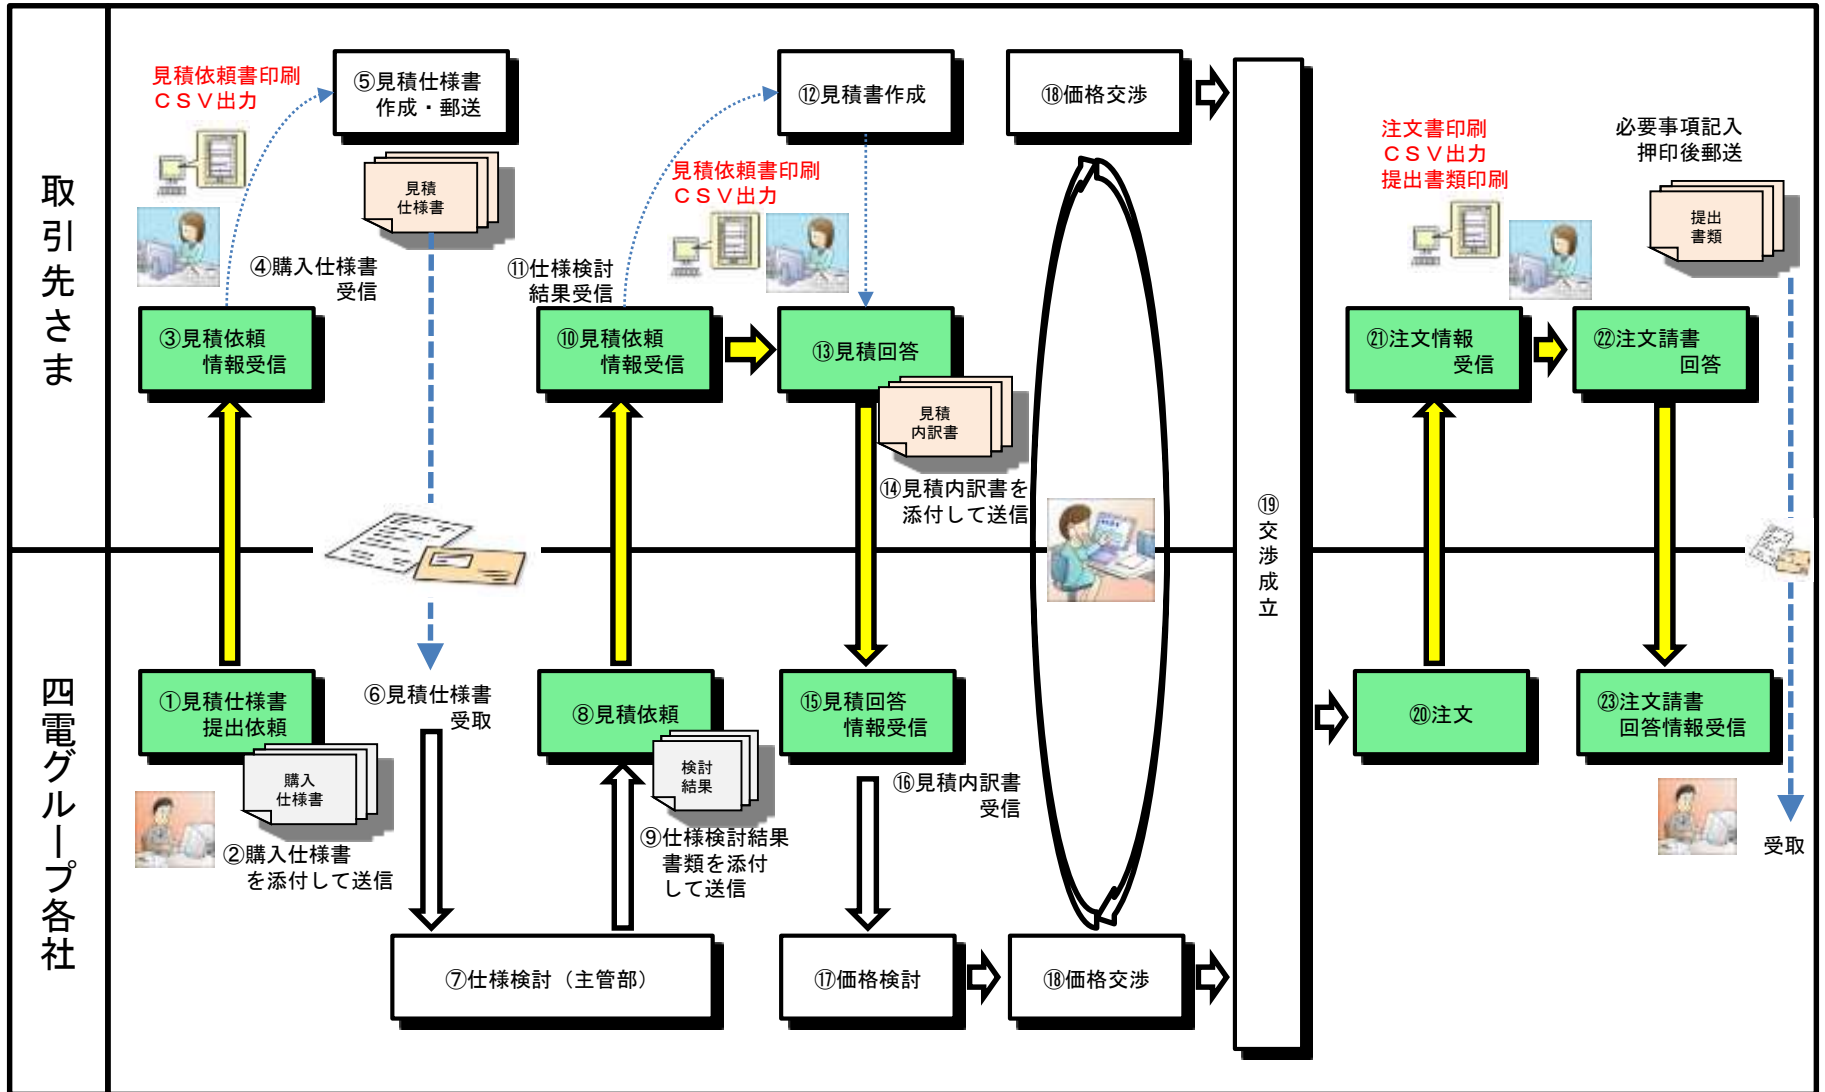 取引先さま
見積依頼書印刷
ＣＳＶ出力
⑤見積仕様書
作成・郵送
見積
仕様書
④購入仕様書
受信
③見積依頼
情報受信
⑫見積書作成
見積依頼書印刷
ＣＳＶ出力
⑪仕様検討
結果受信
⑩見積依頼
情報受信
⑬見積回答
見積
内訳書
⑭見積内訳書を
添付して送信
⑱価格交渉
⑲交渉成立
注文書印刷
ＣＳＶ出力
提出書類印刷
必要事項記入
押印後郵送
提出
書類
㉑注文情報
受信
㉒注文請書
回答
四電グループ各社
①見積仕様書
提出依頼
購入
仕様書
②購入仕様書
を添付して送信
⑥見積仕様書
受取
⑦仕様検討（主管部）
⑧見積依頼
検討
結果
⑨仕様検討結果
書類を添付
して送信
⑮見積回答
情報受信
⑯見積内訳書
受信
⑰価格検討
⑱価格交渉
⑳注文
㉓注文請書
回答情報受信
受取